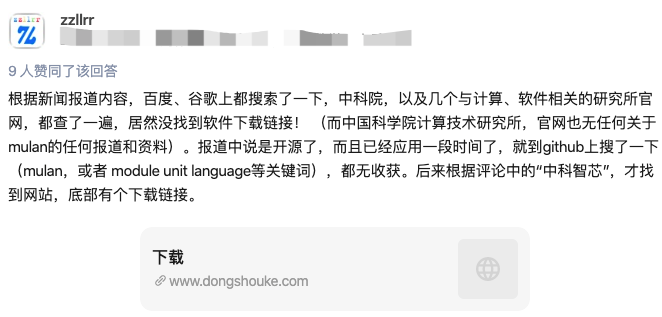 zzllrr
zzllrr
9 人赞同了该回答
根据新闻报道内容，百度、谷歌上都搜索了一下，中科院，以及几个与计算、软件相关的研究所官
网，都查了一遍，居然没找到软件下载链接！（而中国科学院计算技术研究所，官网也无任何关于
mulan的任何报道和资料）。报道中说是开源了，而且已经应用一段时间了，就到github上搜了一下
（mulan，或者 module unit language等关键词），都无收获。后来根据评论中的“中科智芯”，才找
到网站，底部有个下载链接。
下载
www.dongshouke.com